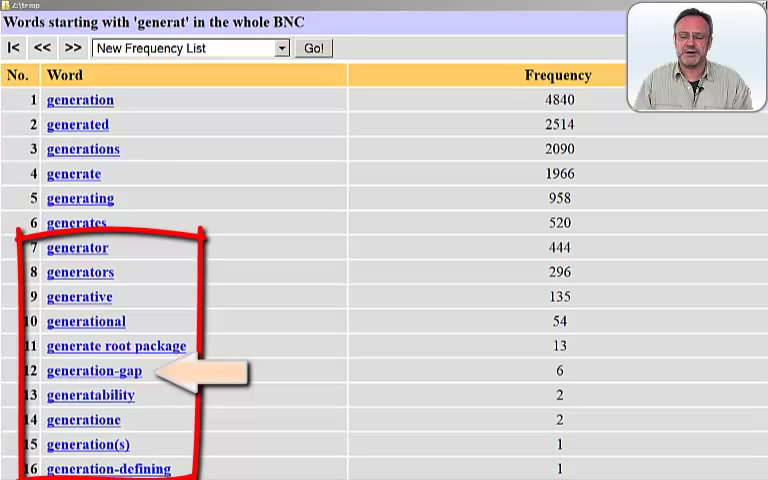 Z:\temp
Words starting with 'generat' in the whole BNC
|< << >> New Frequency List Go!
No. Word Frequency
1 generation 4840
2 generated 2514
3 generations 2090
4 generate 1966
5 generating 958
6 generates 520
7 generator 444
8 generators 296
9 generative 135
10 generational 54
11 generate root package 13
12 generation-gap 6
13 generatability 2
14 generatione 2
15 generation(s) 1
16 generation-defining 1